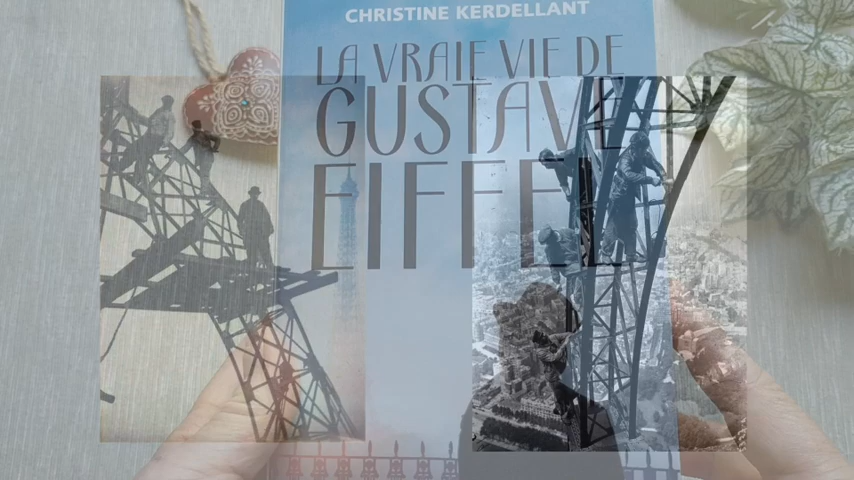 CHRISTINE KERDELLANT
LA VRAIE VIE DE
GUSTAVE
EIFFEL